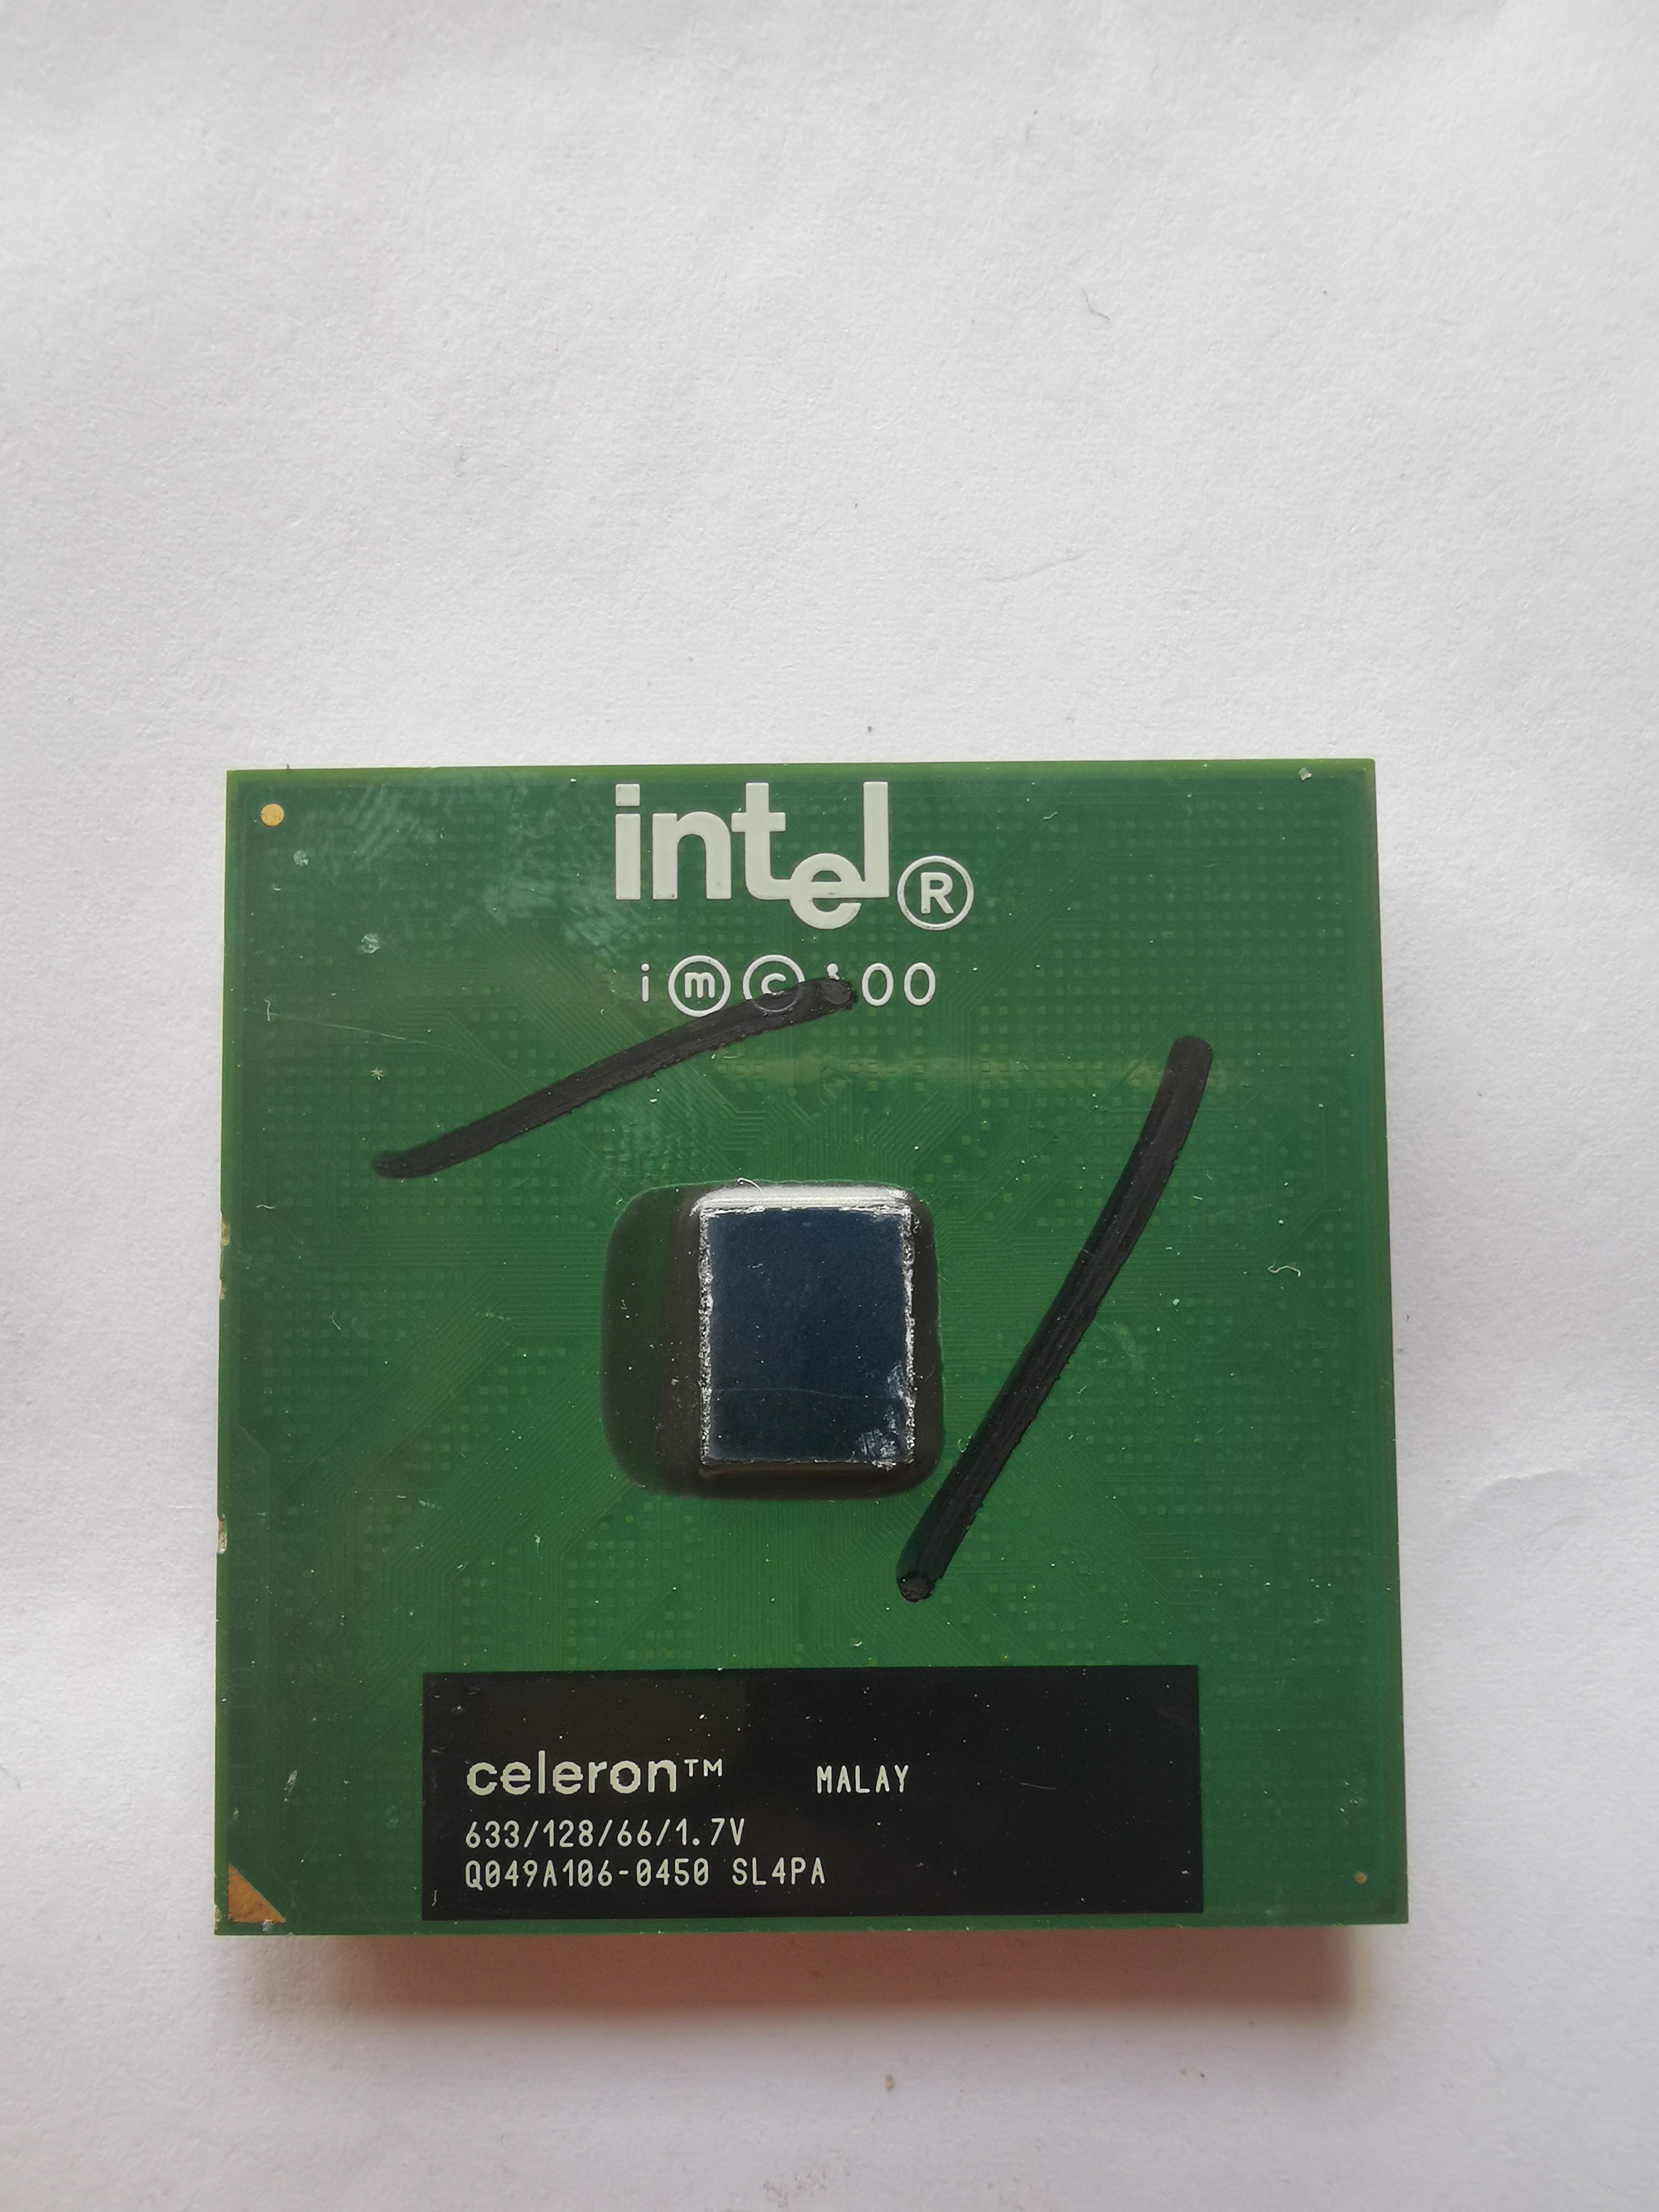 intel®
i ⓜ ⓒ '00
celeron™ MALAY
633/128/66/1.7V
Q049A106-0450 SL4PA